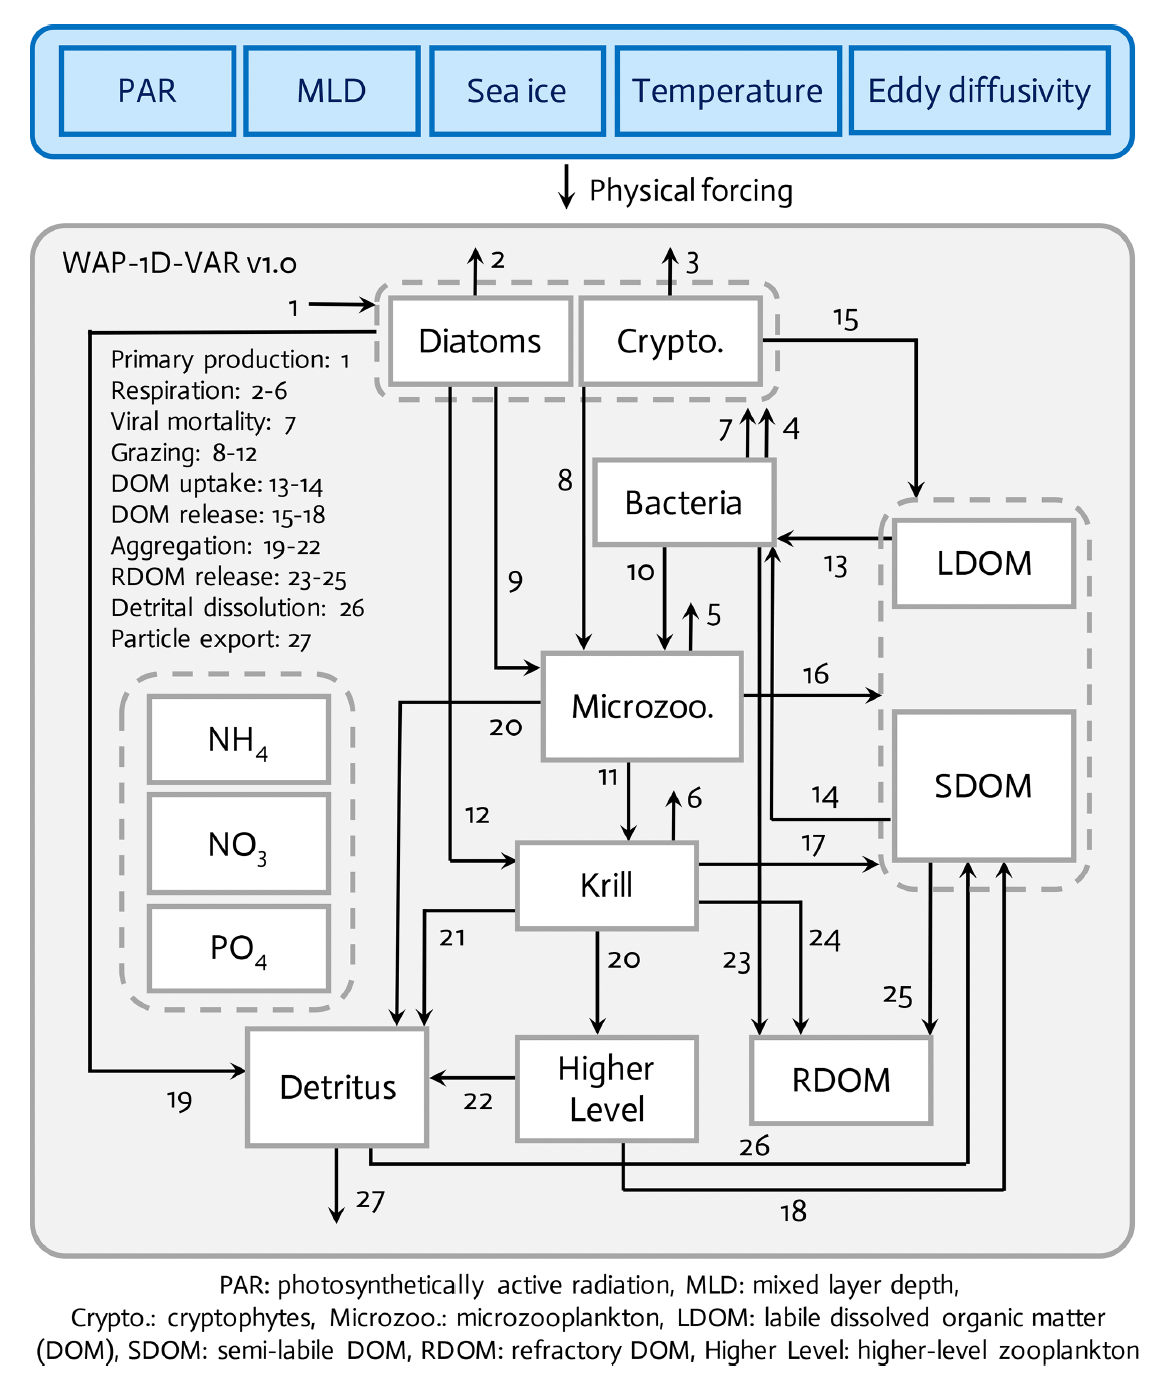 PAR
MLD
Sea ice
Temperature
Eddy diffusivity
Physical forcing
WAP-1D-VAR v1.0
2
3
1
Diatoms
Crypto.
15
Primary production: 1
Respiration: 2-6
Viral mortality: 7
Grazing: 8-12
DOM uptake: 13-14
DOM release: 15-18
Aggregation: 19-22
RDOM release: 23-25
Detrital dissolution: 26
Particle export: 27
7
4
8
Bacteria
LDOM
13
9
10
5
Microzoo.
16
20
NH4
NO3
PO4
11
SDOM
12
6
14
17
Krill
21
20
23
24
25
Detritus
Higher
Level
RDOM
19
22
26
27
18
PAR: photosynthetically active radiation, MLD: mixed layer depth,
Crypto.: cryptophytes, Microzoo.: microzooplankton, LDOM: labile dissolved organic matter
(DOM), SDOM: semi-labile DOM, RDOM: refractory DOM, Higher Level: higher-level zooplankton